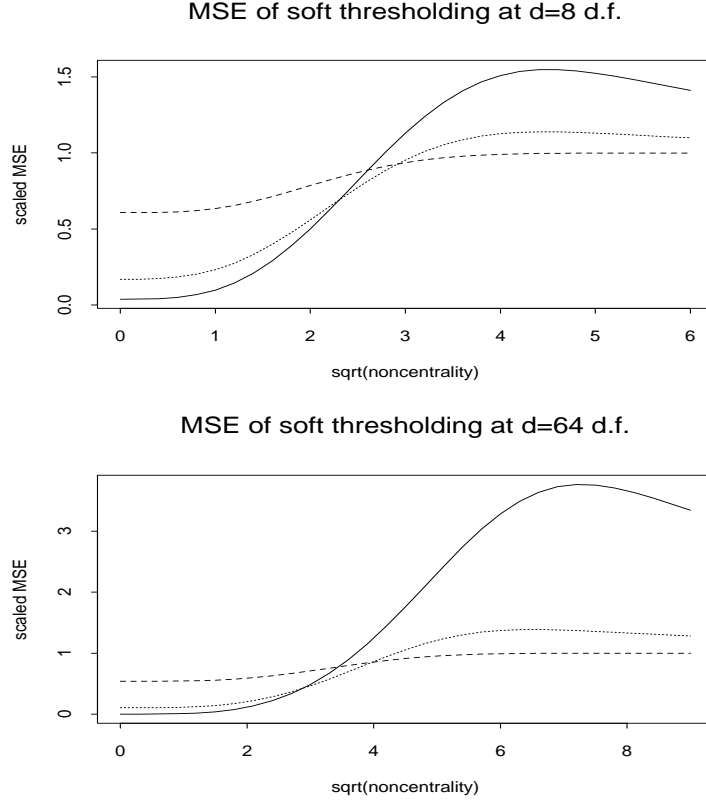 MSE of soft thresholding at d=8 d.f.
scaled MSE
1.5
1.0
0.5
0.0
0 1 2 3 4 5 6
sqrt(noncentrality)
MSE of soft thresholding at d=64 d.f.
scaled MSE
3
2
1
0
0 2 4 6 8
sqrt(noncentrality)